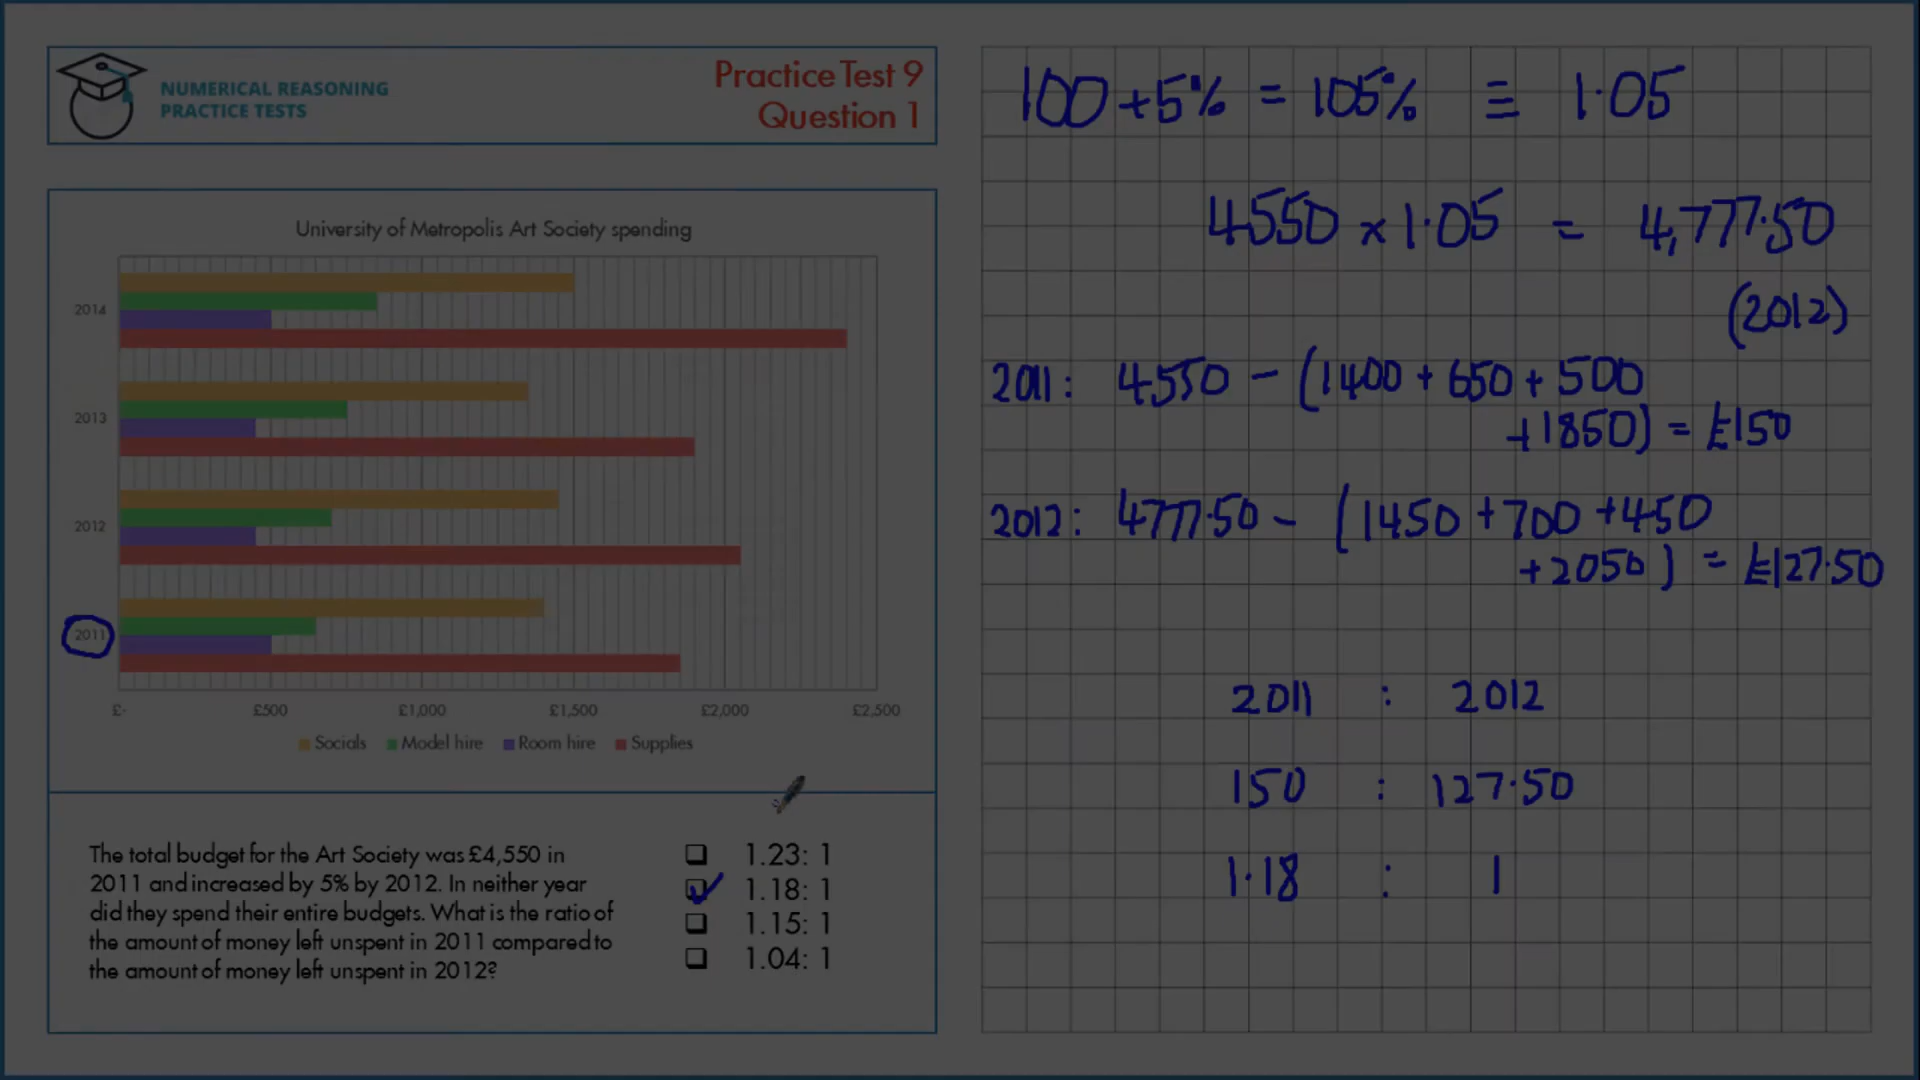 NUMERICAL REASONING
PRACTICE TESTS
Practice Test 9
Question 1
University of Metropolis Art Society spending
2014
2013
2012
2011
£-
£500
£1,000
£1,500
£2,000
£2,500
Socials
Model hire
Room hire
Supplies
The total budget for the Art Society was £4,550 in
2011 and increased by 5% by 2012. In neither year
did they spend their entire budgets. What is the ratio of
the amount of money left unspent in 2011 compared to
the amount of money left unspent in 2012?
1.23: 1
1.18: 1
1.15: 1
1.04: 1
100 + 5% = 105% ≡ 1·05
4550 × 1·05 = 4,777·50
(2012)
2011: 4550 - (1400 + 650 + 500
+ 1850) = £150
2012: 4777·50 - (1450 + 700 + 450
+ 2050) = £127·50
2011 : 2012
150 : 127·50
1·18 : 1